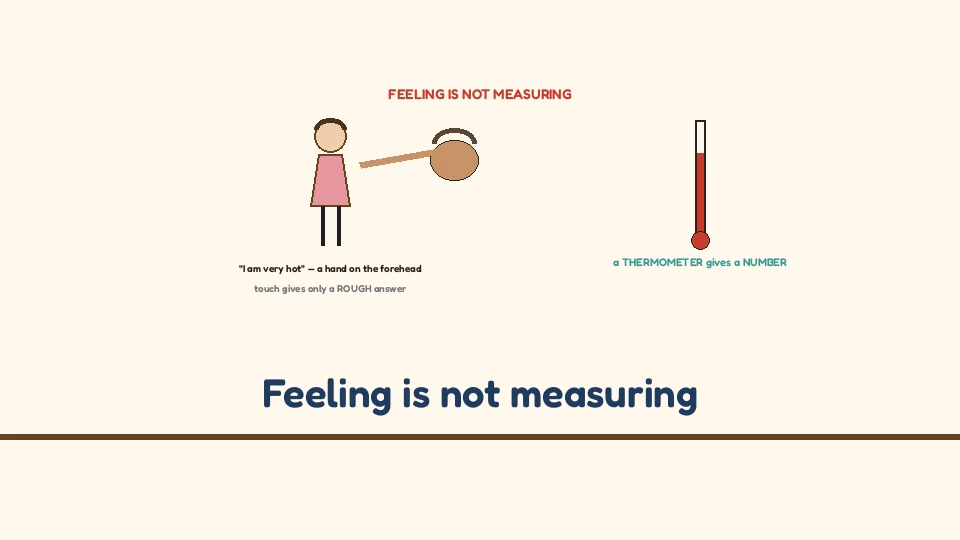 FEELING IS NOT MEASURING
"I am very hot" – a hand on the forehead
touch gives only a ROUGH answer
a THERMOMETER gives a NUMBER
Feeling is not measuring